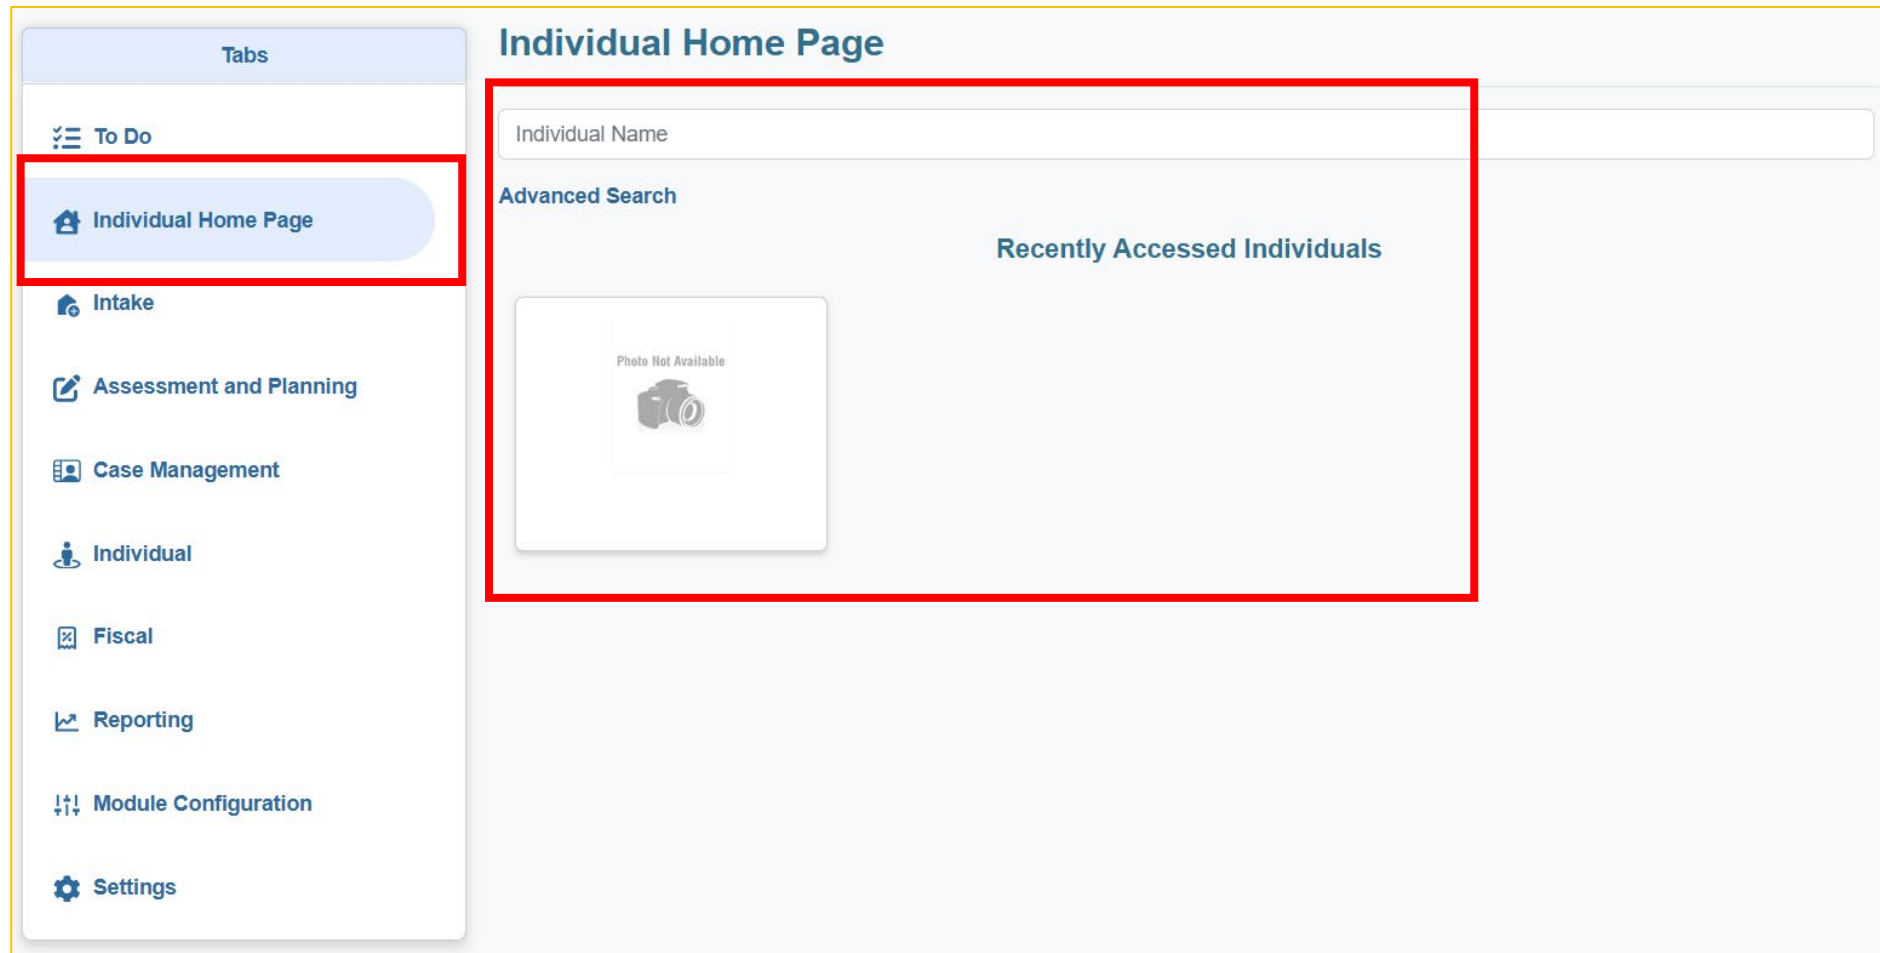 Tabs
To Do
Individual Home Page
Intake
Assessment and Planning
Case Management
Individual
Fiscal
Reporting
Module Configuration
Settings
Individual Home Page
Individual Name
Advanced Search
Recently Accessed Individuals
Photo Not Available